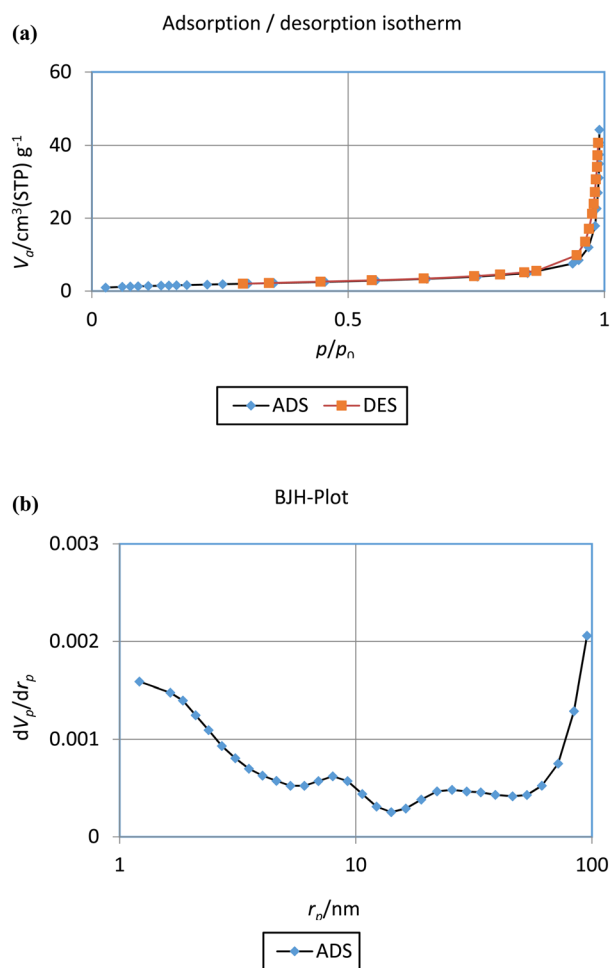 (a)
Adsorption / desorption isotherm
60
40
20
0
0 0.5 1
Vₐ/cm³(STP) g⁻¹
p/p₀
ADS DES
(b)
BJH-Plot
0.003
0.002
0.001
0
1 10 100
dVₚ/drₚ
rₚ/nm
ADS